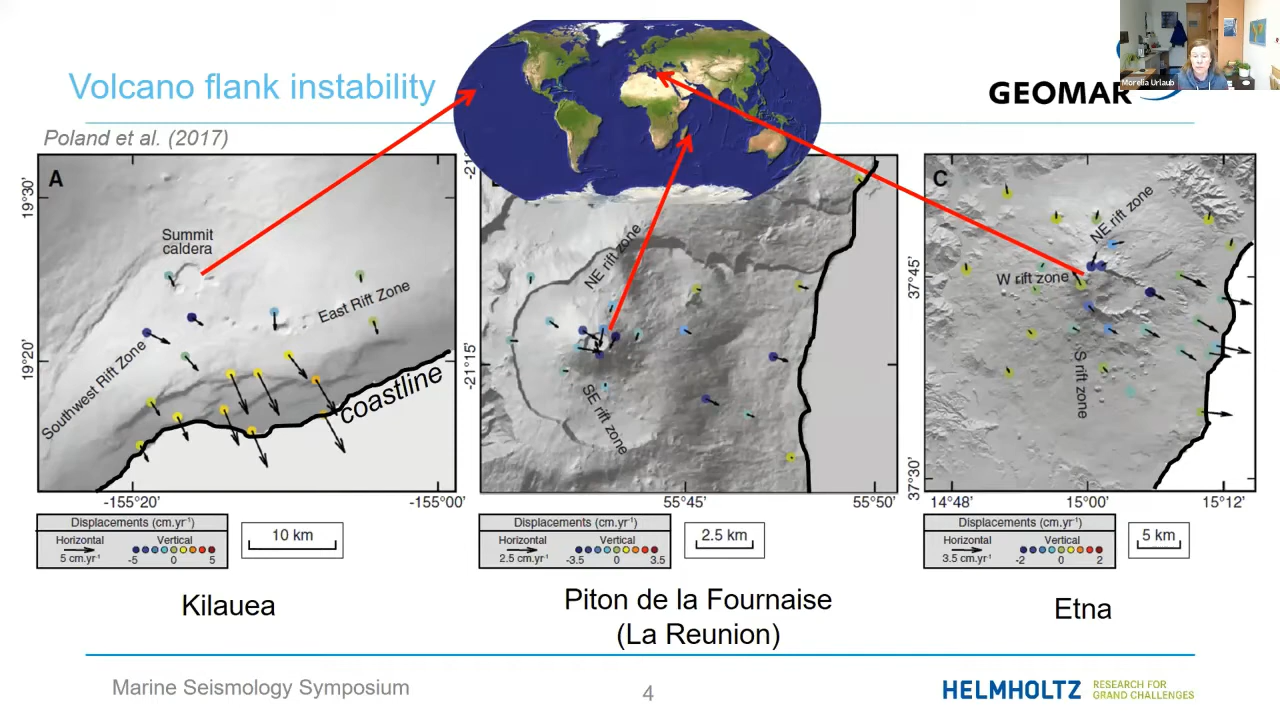 Volcano flank instability
GEOMAR
Morelia Urlaub
Poland et al. (2017)
A
19°30'
19°20'
Summit
caldera
East Rift Zone
Southwest Rift Zone
coastline
-155°20'
-155°00'
-21°15'
NE rift zone
SE rift zone
55°45'
55°50'
C
37°45'
37°30'
NE rift zone
W rift zone
S rift zone
14°48'
15°00'
15°12'
Displacements (cm.yr⁻¹)
Horizontal Vertical
5 cm.yr⁻¹ -5 0 5
10 km
Displacements (cm.yr⁻¹)
Horizontal Vertical
2.5 cm.yr⁻¹ -3.5 0 3.5
2.5 km
Displacements (cm.yr⁻¹)
Horizontal Vertical
3.5 cm.yr⁻¹ -2 0 2
5 km
Kilauea
Piton de la Fournaise
(La Reunion)
Etna
Marine Seismology Symposium
4
HELMHOLTZ
RESEARCH FOR
GRAND CHALLENGES